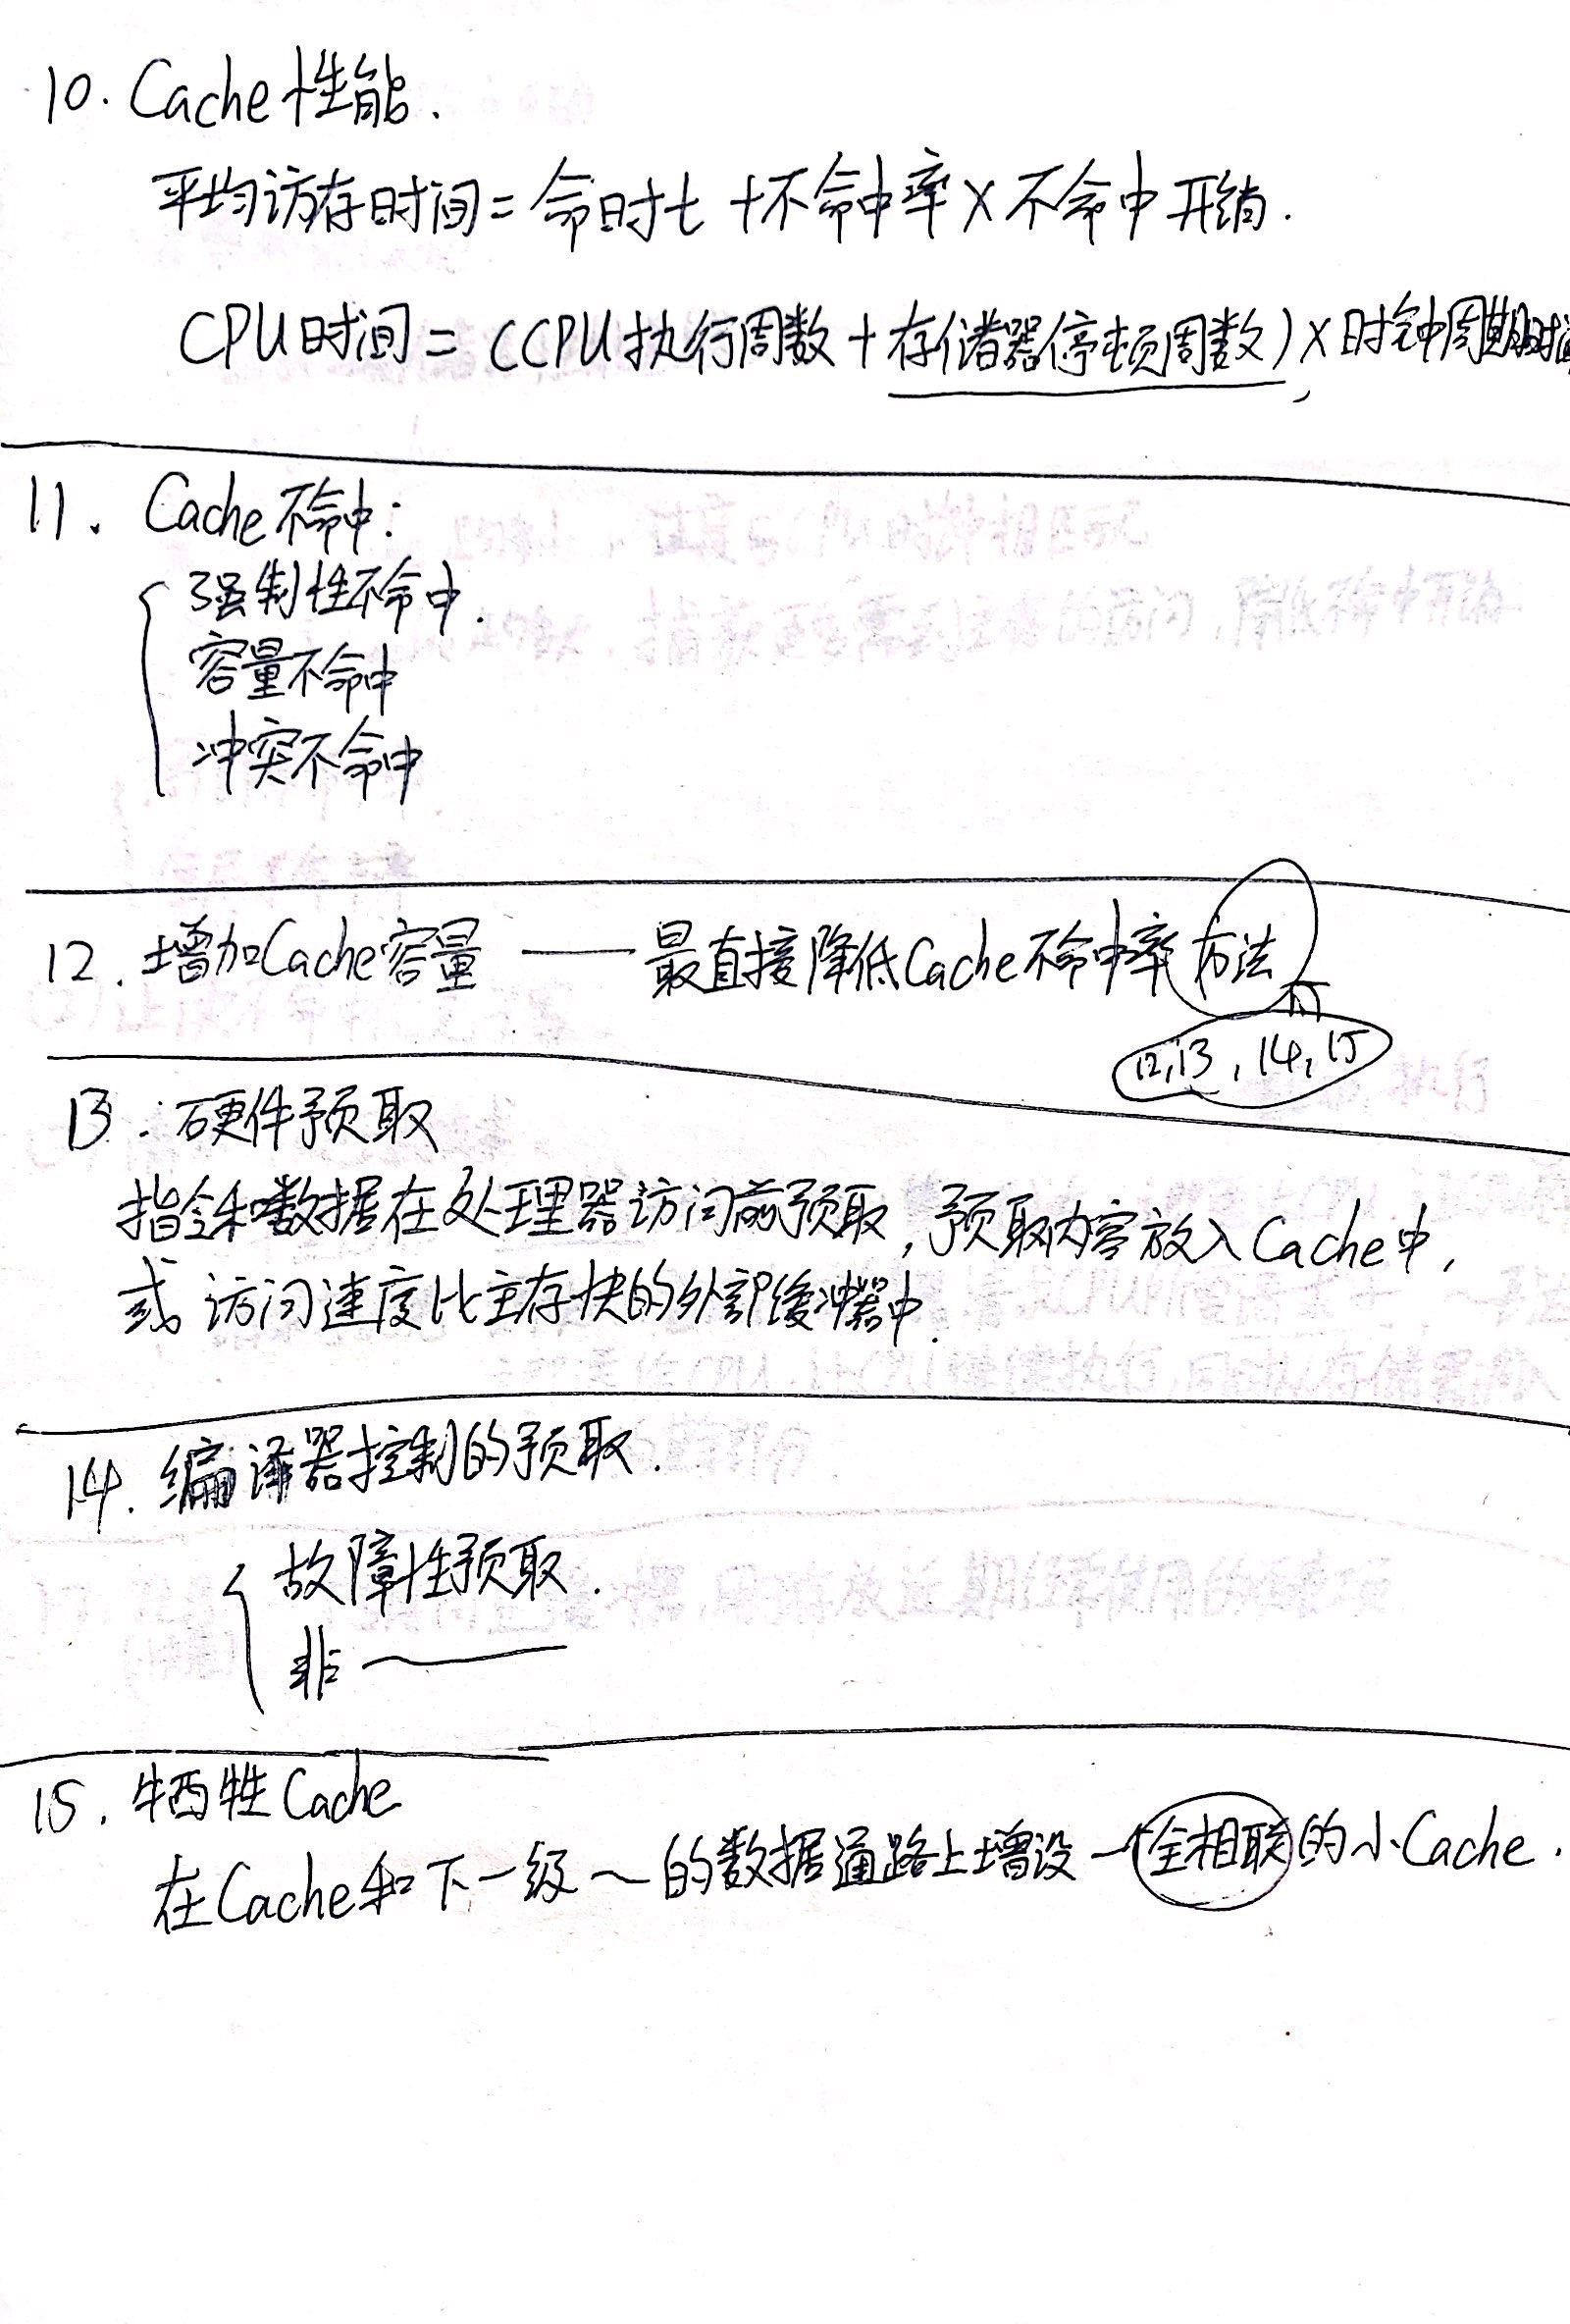 10. Cache性能.
平均访存时间=命时t+不命中率×不命中开销.
CPU时间=(CPU执行周数+存储器停顿周数)×时钟周期时间
11. Cache不命中:
强制性不命中.
容量不命中
冲突不命中
12. 增加Cache容量——最直接降低Cache不命中率方法
12,13,14,15
13. 硬件预取
指令和数据在处理器访问前预取,预取内容放入Cache中,
或访问速度比主存快的外部缓冲器中.
14. 编译器控制的预取.
故障性预取.
非——
15. 牺牲Cache
在Cache和下一级~的数据通路上增设一个全相联的小Cache.